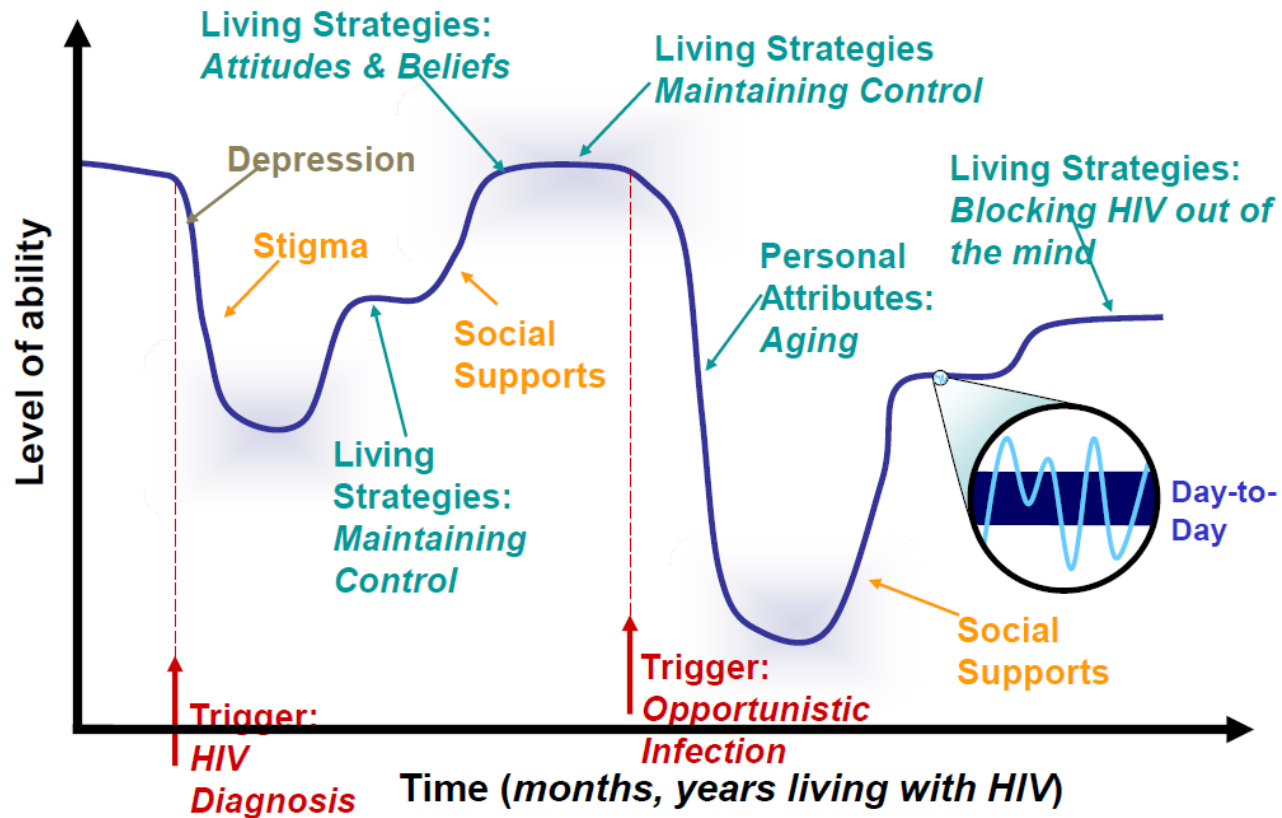 Living Strategies:
Attitudes & Beliefs
Living Strategies
Maintaining Control
Depression
Stigma
Living Strategies:
Blocking HIV out of
the mind
Personal
Attributes:
Aging
Social
Supports
Level of ability
Living
Strategies:
Maintaining
Control
Day-to-
Day
Social
Supports
Trigger:
Opportunistic
Infection
Trigger:
HIV
Diagnosis
Time (months, years living with HIV)